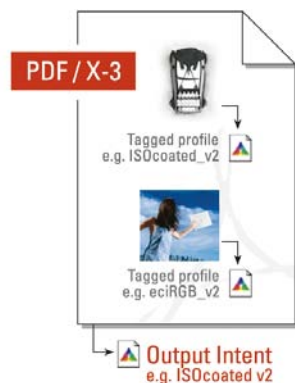 PDF/X-3
Tagged profile
e.g. ISOcoated_v2
Tagged profile
e.g. eciRGB_v2
Output Intent
e.g. ISOcoated v2